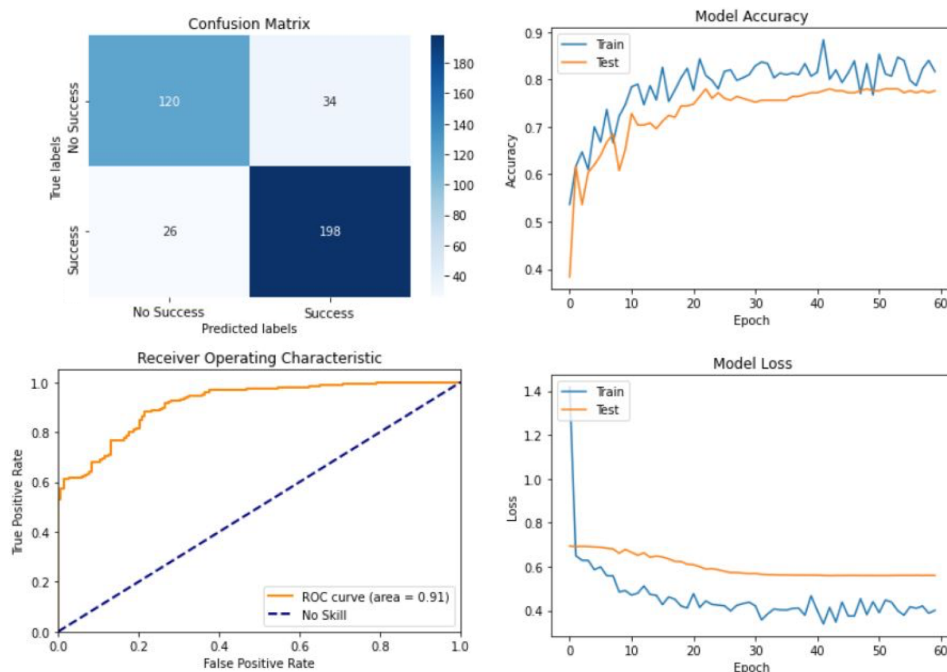 Confusion Matrix
True labels
No Success
Success
120
34
26
198
No Success
Success
Predicted labels
180
160
140
120
100
80
60
40
Model Accuracy
Train
Test
Accuracy
0.9
0.8
0.7
0.6
0.5
0.4
0
10
20
30
40
50
60
Epoch
Receiver Operating Characteristic
True Positive Rate
1.0
0.8
0.6
0.4
0.2
0.0
ROC curve (area = 0.91)
No Skill
0.0
0.2
0.4
0.6
0.8
1.0
False Positive Rate
Model Loss
Train
Test
Loss
1.4
1.2
1.0
0.8
0.6
0.4
0
10
20
30
40
50
60
Epoch